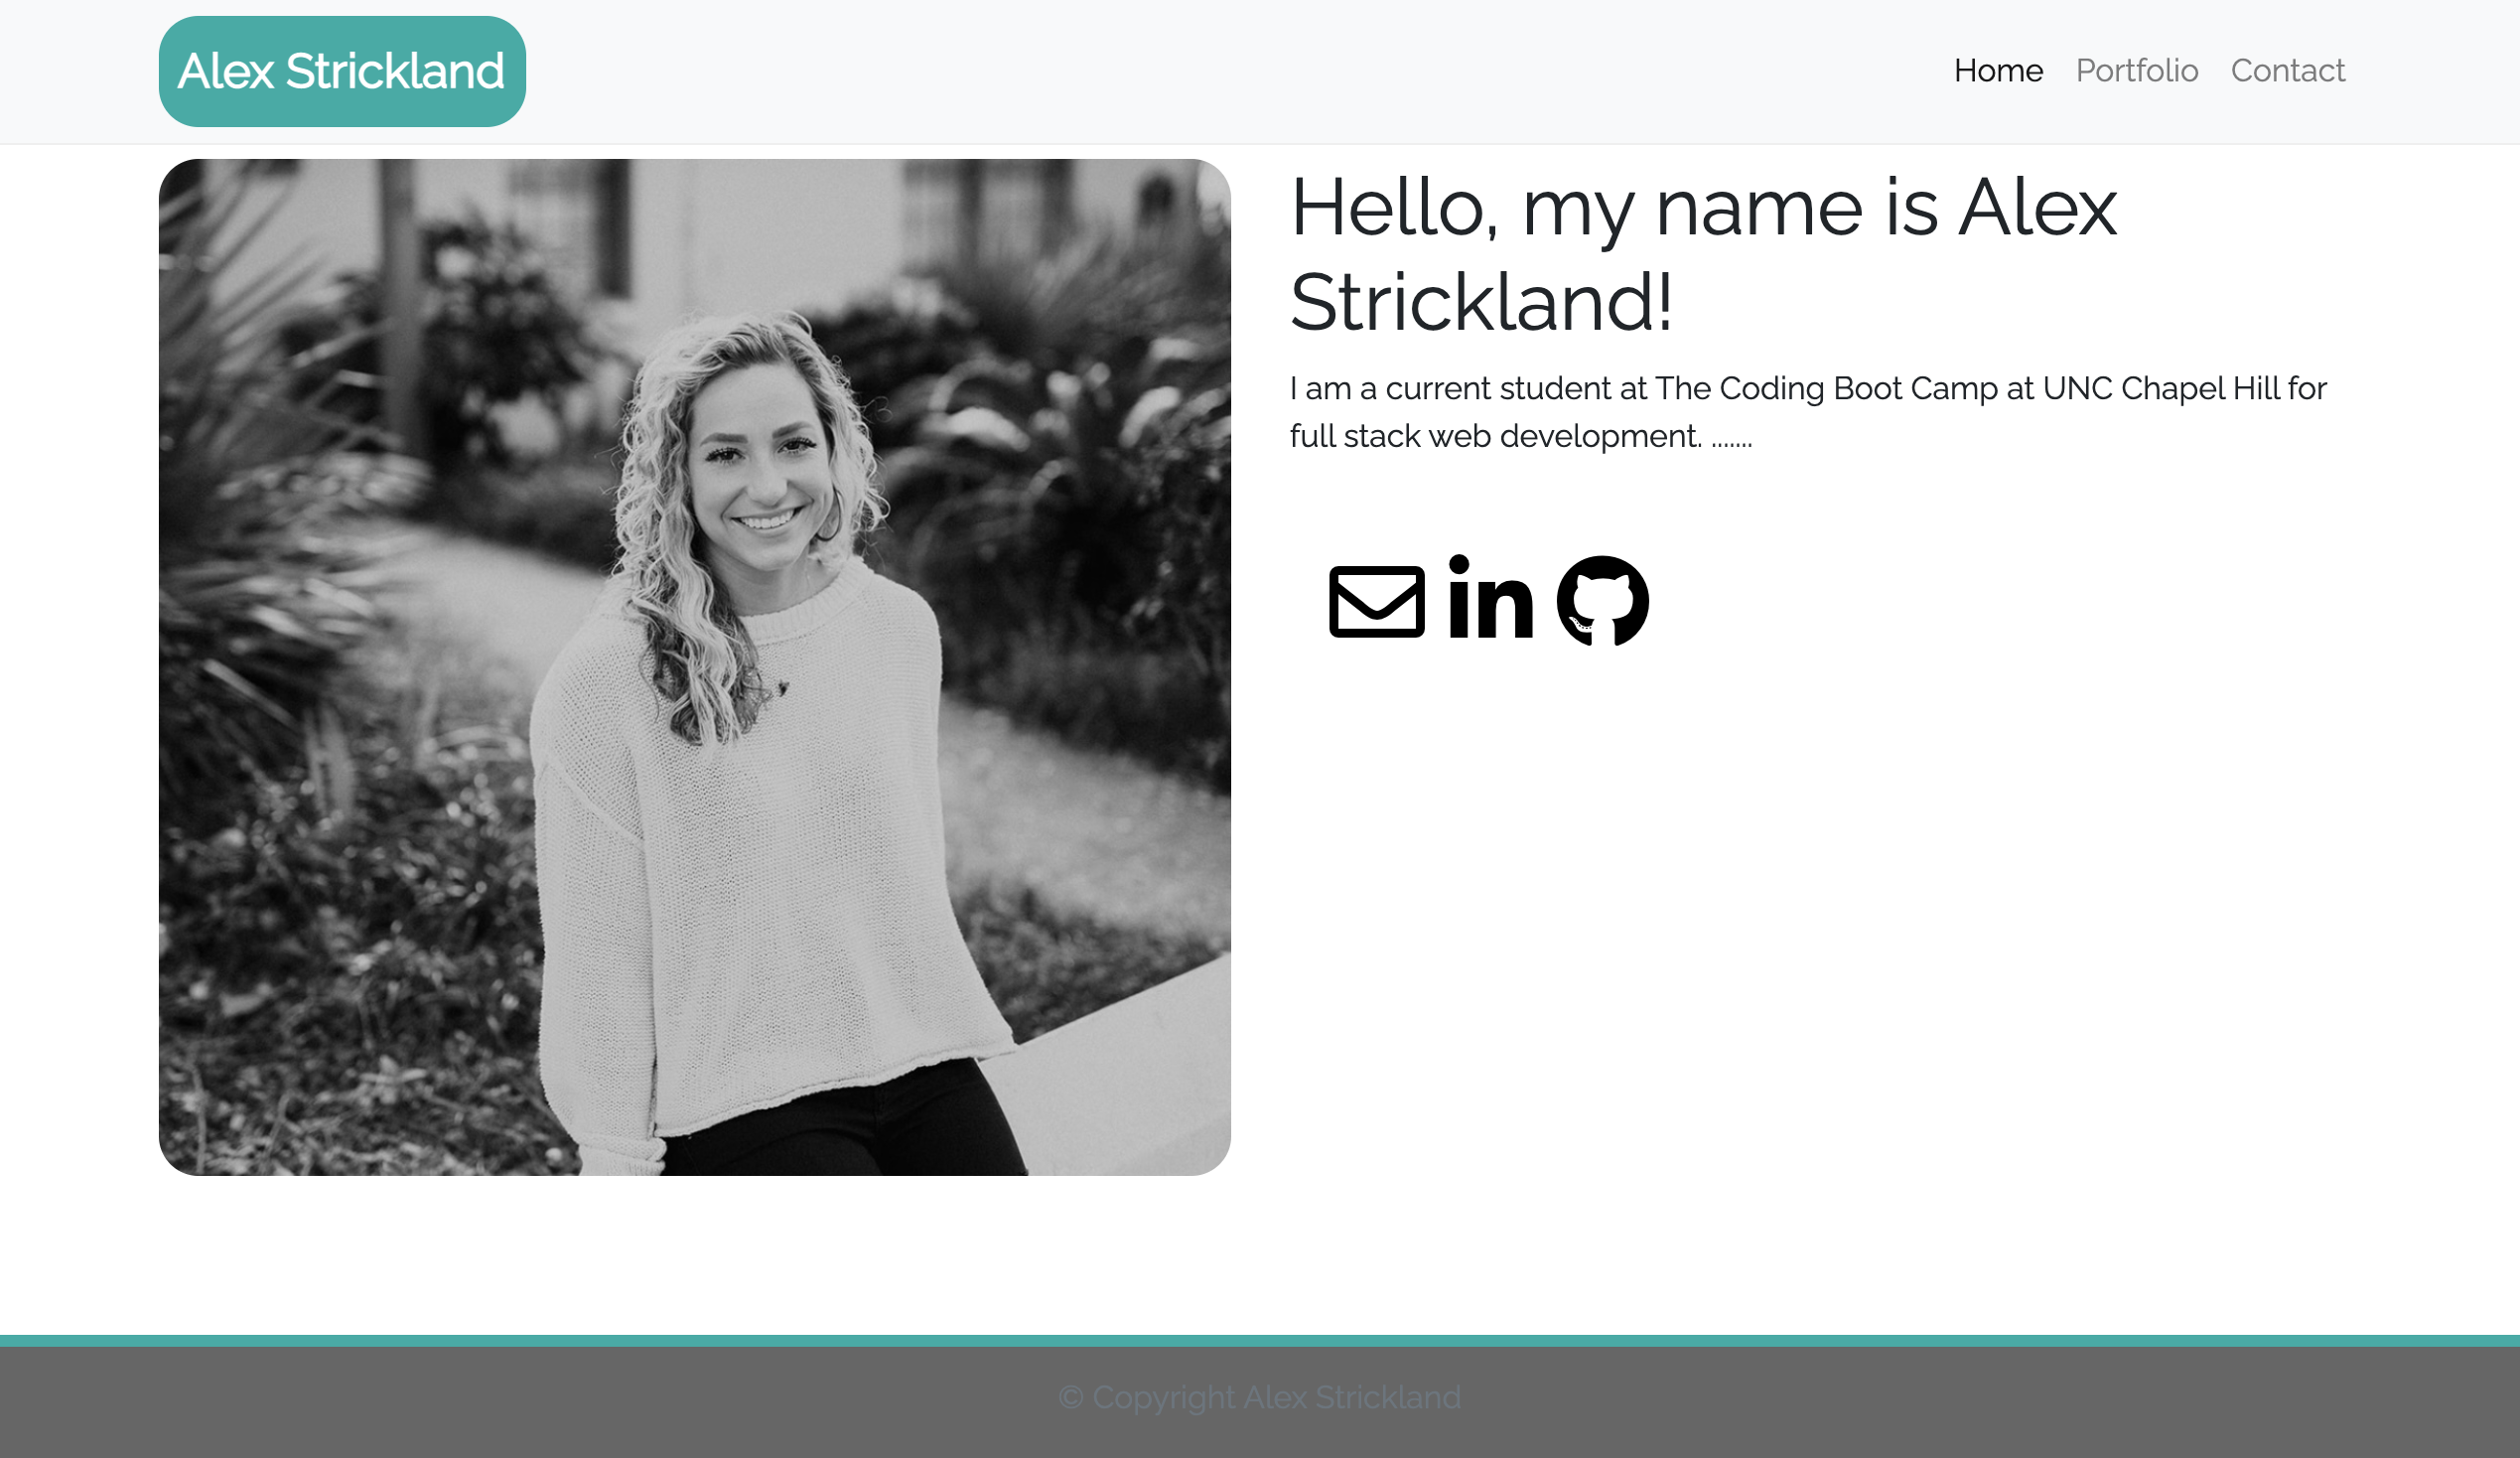 Alex Strickland
Home Portfolio Contact
Hello, my name is Alex
Strickland!
I am a current student at The Coding Boot Camp at UNC Chapel Hill for
full stack web development. .......
in
© Copyright Alex Strickland